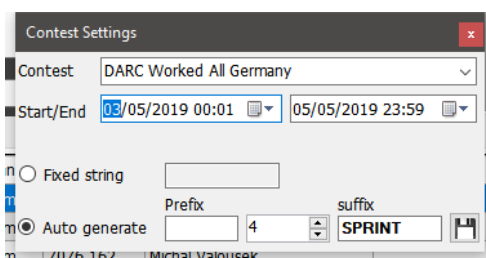 Contest Settings
x
Contest DARC Worked All Germany
Start/End 03/05/2019 00:01 05/05/2019 23:59
Fixed string
Prefix suffix
Auto generate 4 SPRINT
7076.162 Michal Valousek